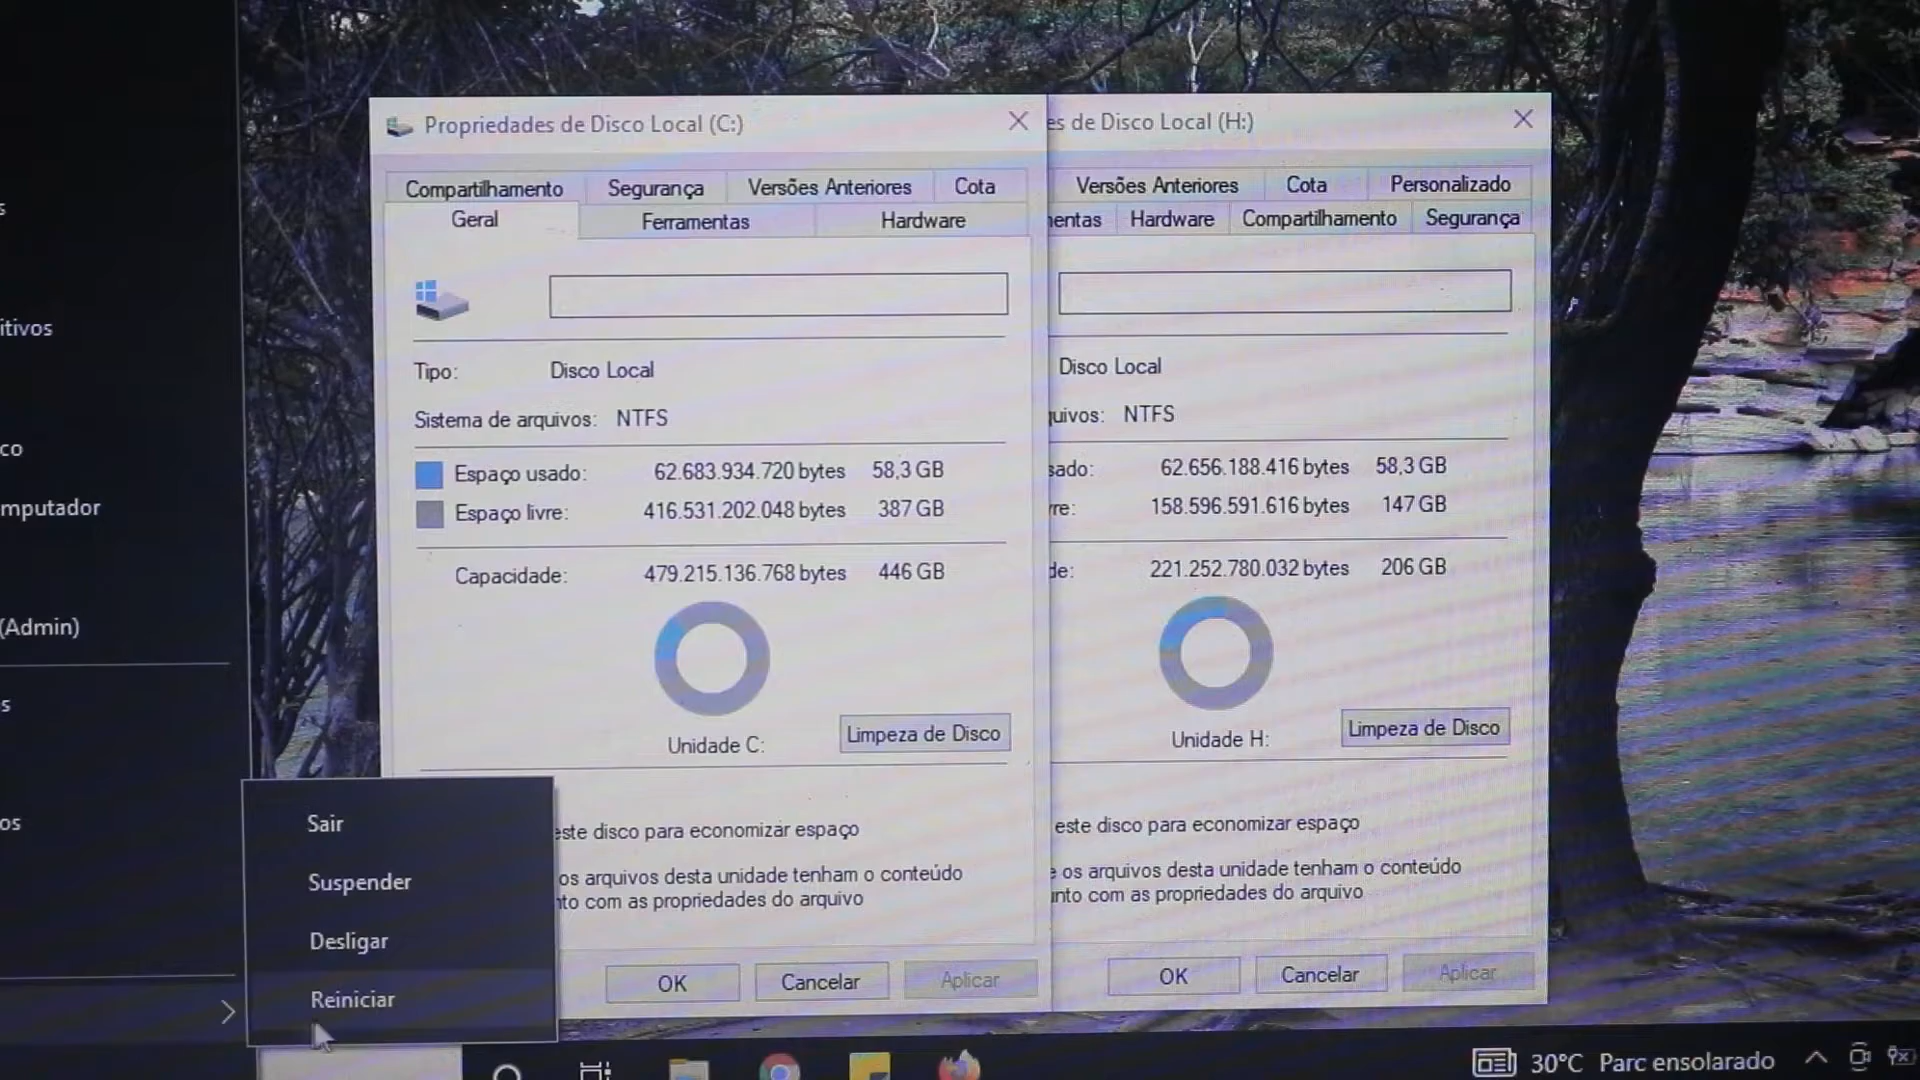 Propriedades de Disco Local (C:)
Compartilhamento Segurança Versões Anteriores Cota
Geral Ferramentas Hardware
Tipo: Disco Local
Sistema de arquivos: NTFS
Espaço usado: 62.683.934.720 bytes 58,3 GB
Espaço livre: 416.531.202.048 bytes 387 GB
Capacidade: 479.215.136.768 bytes 446 GB
Unidade C: Limpeza de Disco
este disco para economizar espaço
os arquivos desta unidade tenham o conteúdo
nto com as propriedades do arquivo
OK Cancelar Aplicar
es de Disco Local (H:)
Versões Anteriores Cota Personalizado
nentas Hardware Compartilhamento Segurança
Disco Local
quivos: NTFS
sado: 62.656.188.416 bytes 58,3 GB
re: 158.596.591.616 bytes 147 GB
de: 221.252.780.032 bytes 206 GB
Unidade H: Limpeza de Disco
este disco para economizar espaço
e os arquivos desta unidade tenham o conteúdo
unto com as propriedades do arquivo
OK Cancelar Aplicar
s
itivos
co
mputador
(Admin)
s
os
Sair
Suspender
Desligar
Reiniciar
30°C Parc ensolarado